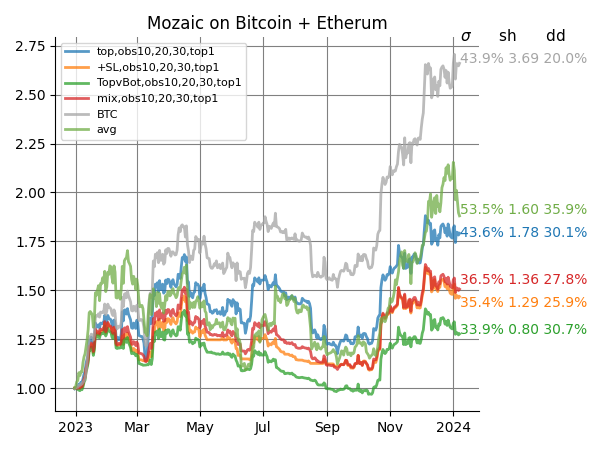 Mozaic on Bitcoin + Etherum
σ sh dd
top,obs10,20,30,top1
+SL,obs10,20,30,top1
TopvBot,obs10,20,30,top1
mix,obs10,20,30,top1
BTC
avg
2.75
2.50
2.25
2.00
1.75
1.50
1.25
1.00
43.9% 3.69 20.0%
53.5% 1.60 35.9%
43.6% 1.78 30.1%
36.5% 1.36 27.8%
35.4% 1.29 25.9%
33.9% 0.80 30.7%
2023 Mar May Jul Sep Nov 2024